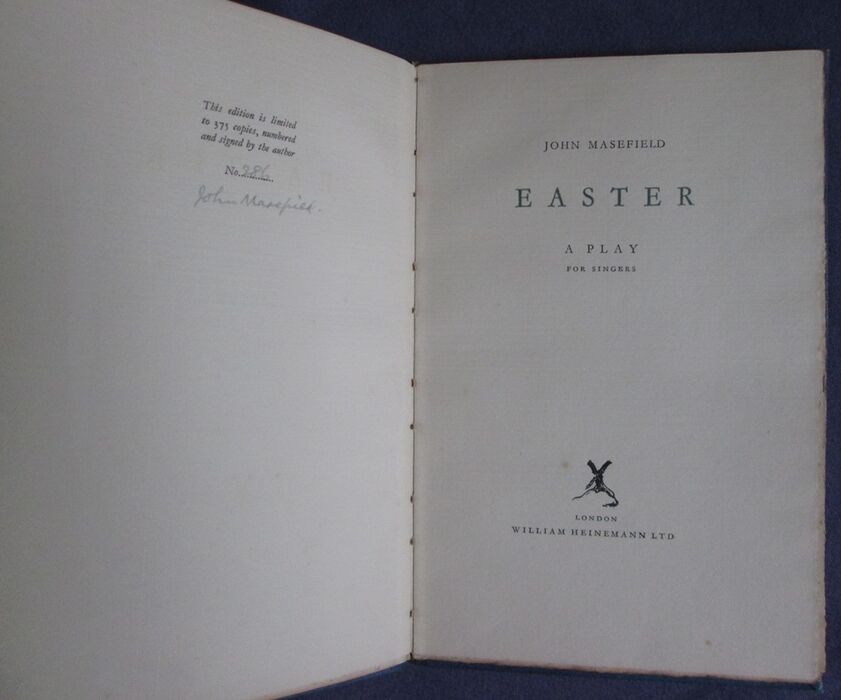 This edition is limited
to 375 copies, numbered
and signed by the author
No. 286
John Masefield.
JOHN MASEFIELD
EASTER
A PLAY
FOR SINGERS
LONDON
WILLIAM HEINEMANN LTD